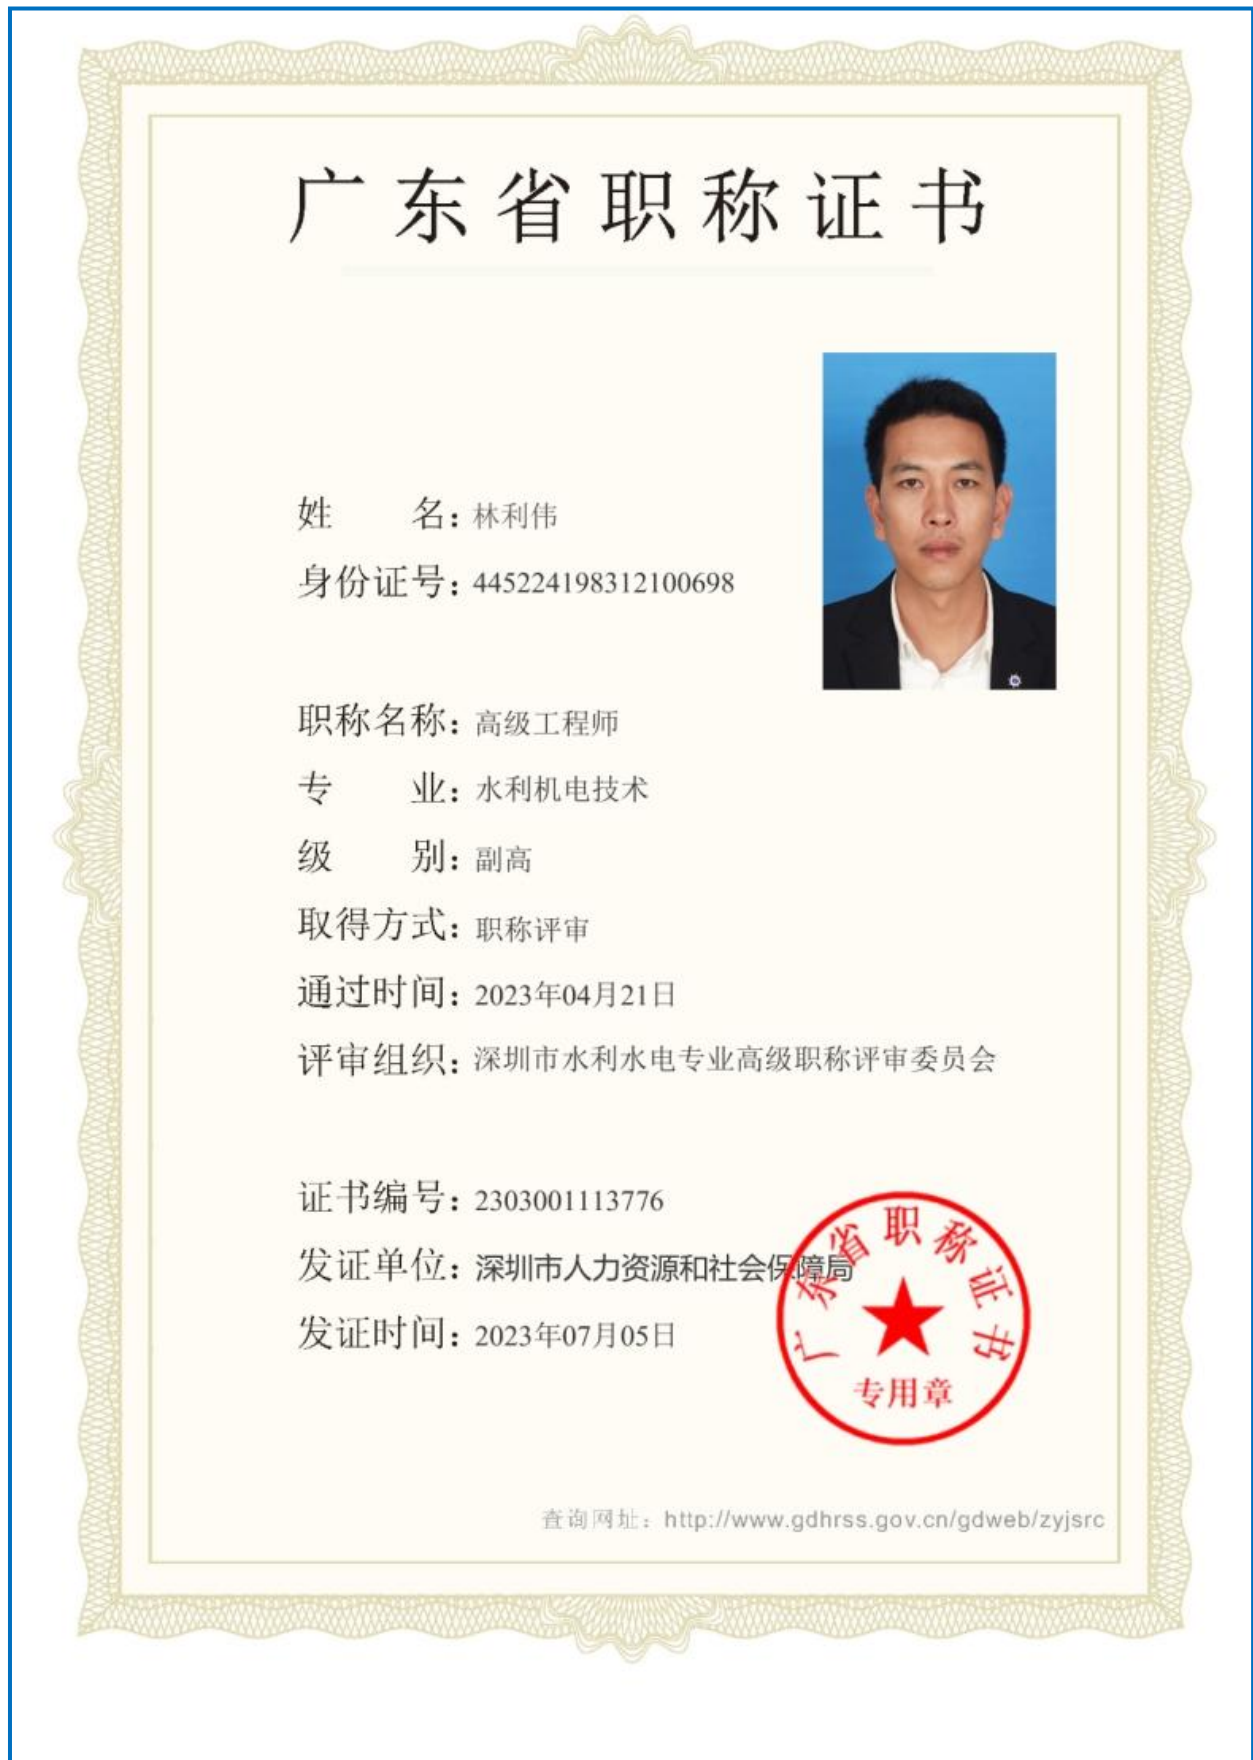 广东省职称证书
姓名：林利伟
身份证号：445224198312100698
职称名称：高级工程师
专业：水利机电技术
级别：副高
取得方式：职称评审
通过时间：2023年04月21日
评审组织：深圳市水利水电专业高级职称评审委员会
证书编号：2303001113776
发证单位：深圳市人力资源和社会保障局
发证时间：2023年07月05日
广东省职称证书
专用章
查询网址：http://www.gdhrss.gov.cn/gdweb/zyjsrc